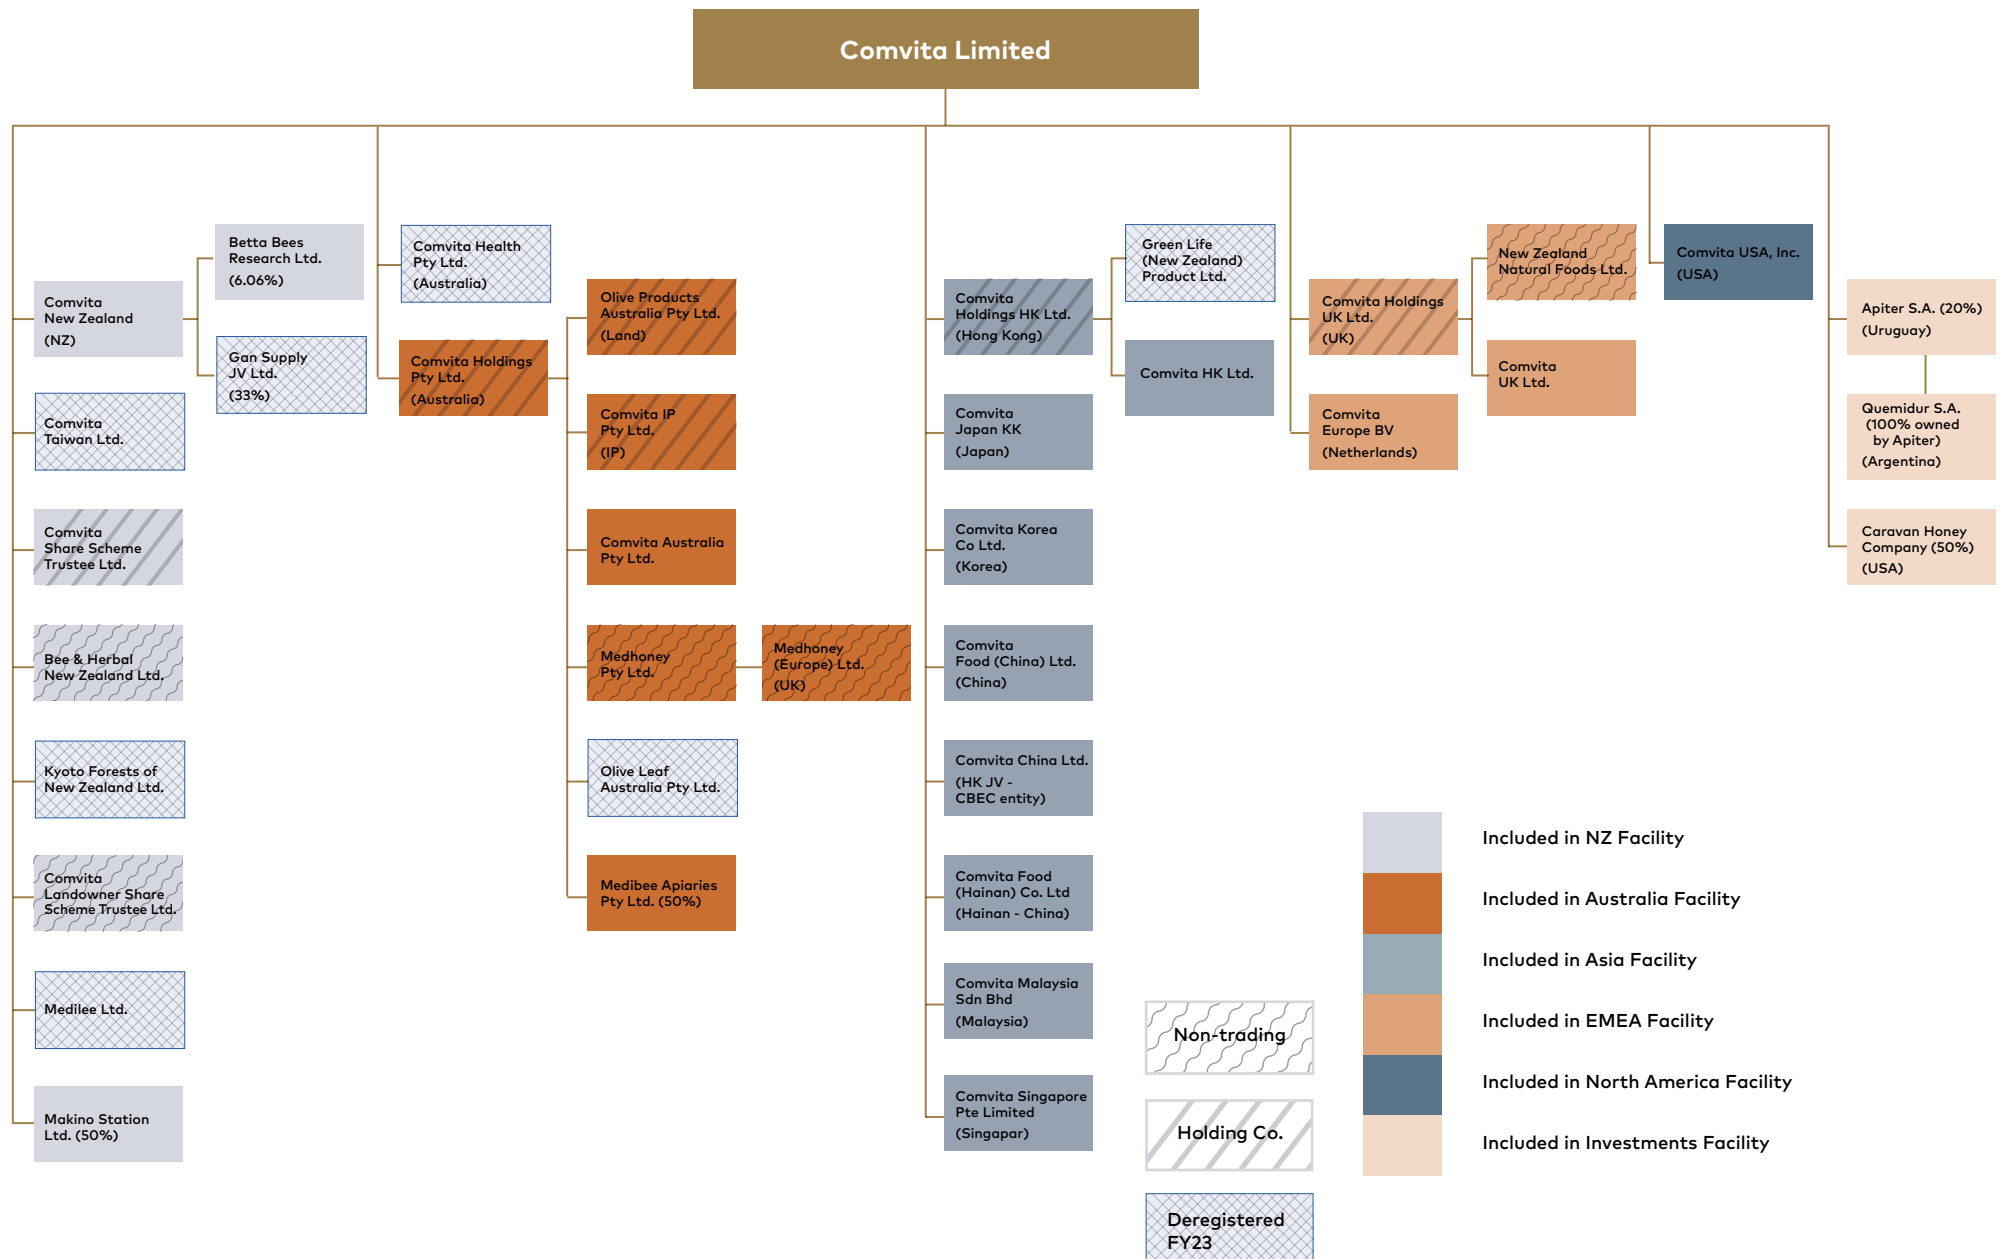 Comvita Limited
Comvita
New Zealand
(NZ)
Betta Bees
Research Ltd.
(6.06%)
Gan Supply
JV Ltd.
(33%)
Comvita
Taiwan Ltd.
Comvita
Share Scheme
Trustee Ltd.
Bee & Herbal
New Zealand Ltd.
Kyoto Forests of
New Zealand Ltd.
Comvita
Landowner Share
Scheme Trustee Ltd.
Medilee Ltd.
Makino Station
Ltd. (50%)
Comvita Health
Pty Ltd.
(Australia)
Comvita Holdings
Pty Ltd.
(Australia)
Olive Products
Australia Pty Ltd.
(Land)
Comvita IP
Pty Ltd.
(IP)
Comvita Australia
Pty Ltd.
Medhoney
Pty Ltd.
Medhoney
(Europe) Ltd.
(UK)
Olive Leaf
Australia Pty Ltd.
Medibee Apiaries
Pty Ltd. (50%)
Comvita
Holdings HK Ltd.
(Hong Kong)
Green Life
(New Zealand)
Product Ltd.
Comvita HK Ltd.
Comvita
Japan KK
(Japan)
Comvita Korea
Co Ltd.
(Korea)
Comvita
Food (China) Ltd.
(China)
Comvita China Ltd.
(HK JV -
CBEC entity)
Comvita Food
(Hainan) Co. Ltd
(Hainan - China)
Comvita Malaysia
Sdn Bhd
(Malaysia)
Comvita Singapore
Pte Limited
(Singapar)
Comvita Holdings
UK Ltd.
(UK)
New Zealand
Natural Foods Ltd.
Comvita
UK Ltd.
Comvita
Europe BV
(Netherlands)
Comvita USA, Inc.
(USA)
Apiter S.A. (20%)
(Uruguay)
Quemidur S.A.
(100% owned
by Apiter)
(Argentina)
Caravan Honey
Company (50%)
(USA)
Non-trading
Holding Co.
Deregistered
FY23
Included in NZ Facility
Included in Australia Facility
Included in Asia Facility
Included in EMEA Facility
Included in North America Facility
Included in Investments Facility